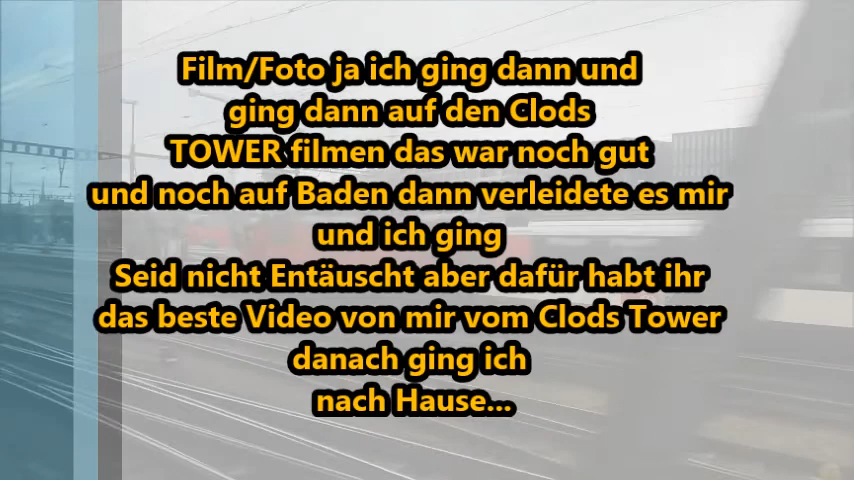 Film/Foto ja ich ging dann und
ging dann auf den Clods
TOWER filmen das war noch gut
und noch auf Baden dann verleidete es mir
und ich ging
Seid nicht Entäuscht aber dafür habt ihr
das beste Video von mir vom Clods Tower
danach ging ich
nach Hause...